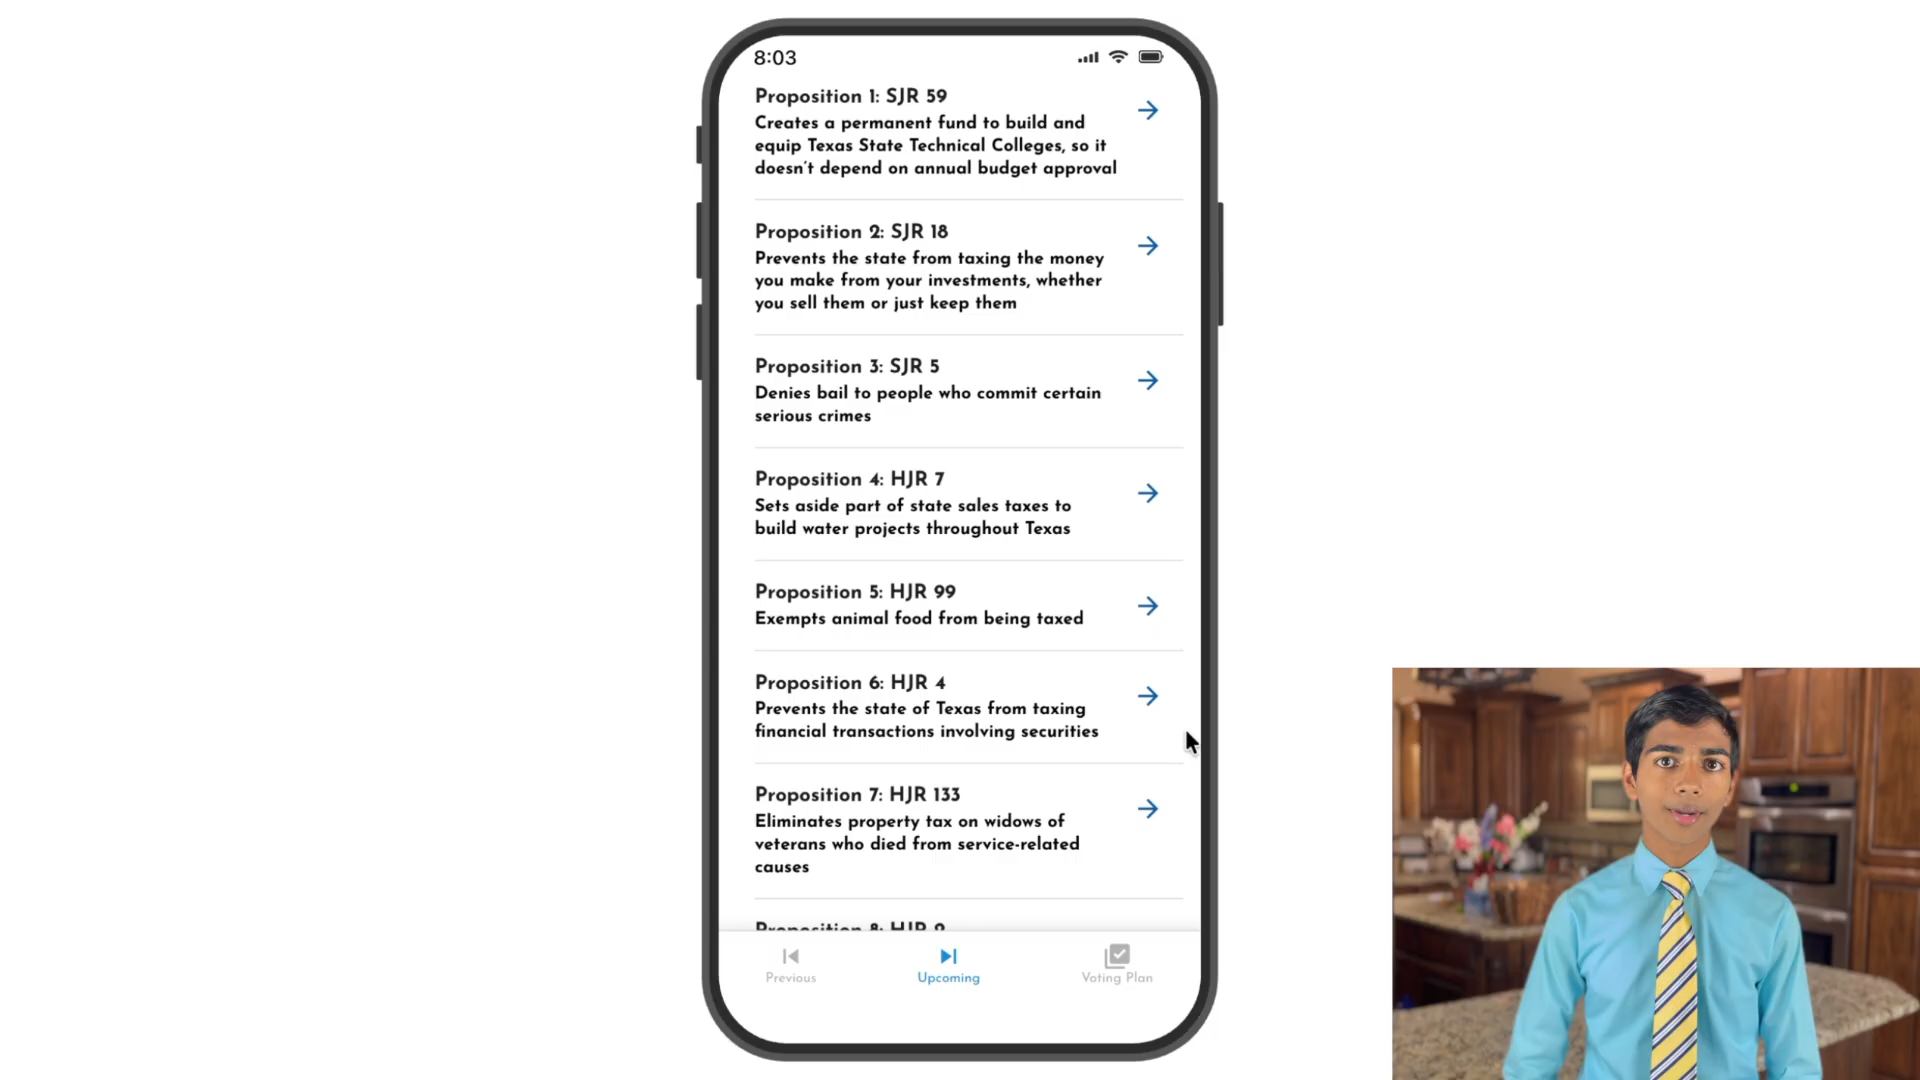 8:03
Proposition 1: SJR 59
Creates a permanent fund to build and
equip Texas State Technical Colleges, so it
doesn't depend on annual budget approval
Proposition 2: SJR 18
Prevents the state from taxing the money
you make from your investments, whether
you sell them or just keep them
Proposition 3: SJR 5
Denies bail to people who commit certain
serious crimes
Proposition 4: HJR 7
Sets aside part of state sales taxes to
build water projects throughout Texas
Proposition 5: HJR 99
Exempts animal food from being taxed
Proposition 6: HJR 4
Prevents the state of Texas from taxing
financial transactions involving securities
Proposition 7: HJR 133
Eliminates property tax on widows of
veterans who died from service-related
causes
Proposition 8: HJR
Previous
Upcoming
Voting Plan